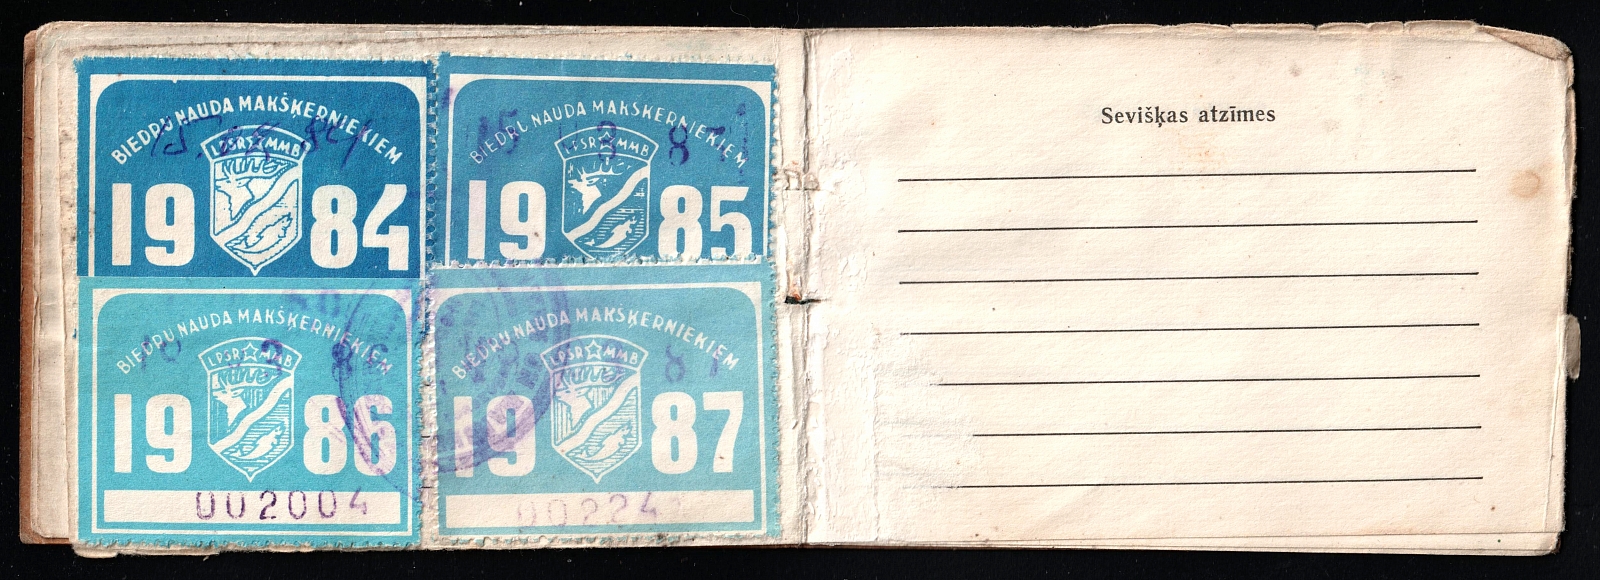 BIEDRU NAUDA MAKŠĶERNIEKIEM
LPSR MMB
1984
BIEDRU NAUDA MAKŠĶERNIEKIEM
LPSR MMB
1985
BIEDRU NAUDA MAKŠĶERNIEKIEM
LPSR MMB
1986
002004
BIEDRU NAUDA MAKŠĶERNIEKIEM
LPSR MMB
1987
00224
Sevišķas atzīmes